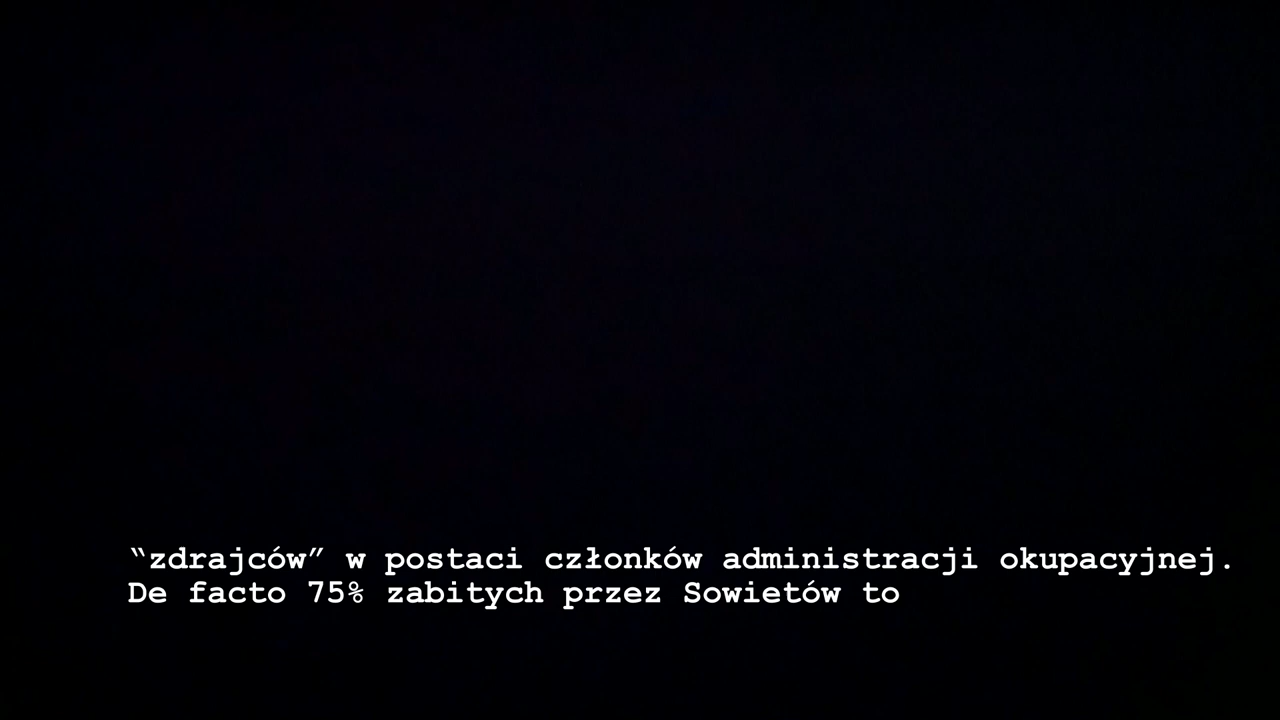 “zdrajców” w postaci członków administracji okupacyjnej.
De facto 75% zabitych przez Sowietów to